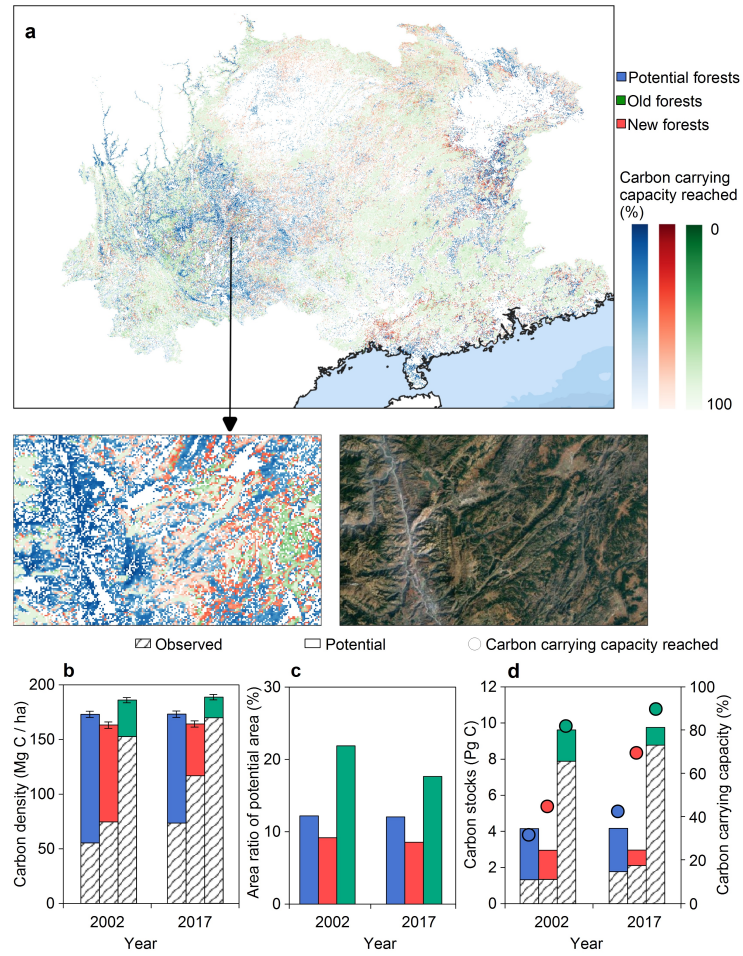 a
Potential forests
Old forests
New forests
Carbon carrying
capacity reached
(%)
0
100
Observed
Potential
Carbon carrying capacity reached
b
Carbon density (Mg C / ha)
200
150
100
50
0
2002
2017
Year
c
Area ratio of potential area (%)
30
20
10
0
2002
2017
Year
d
Carbon stocks (Pg C)
12
10
8
6
4
2
0
100
80
60
40
20
0
Carbon carrying capacity (%)
2002
2017
Year